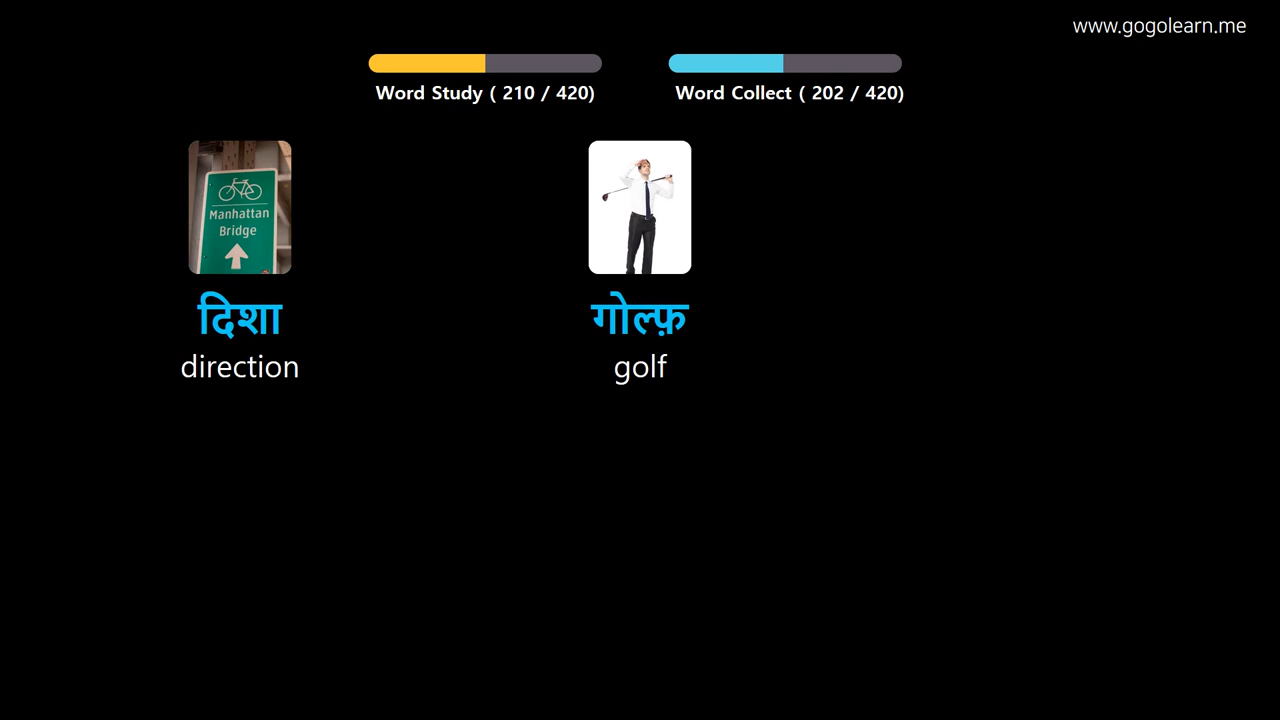 www.gogolearn.me
Word Study ( 210 / 420)
Word Collect ( 202 / 420)
Manhattan
Bridge
दिशा
direction
गोल्फ़
golf